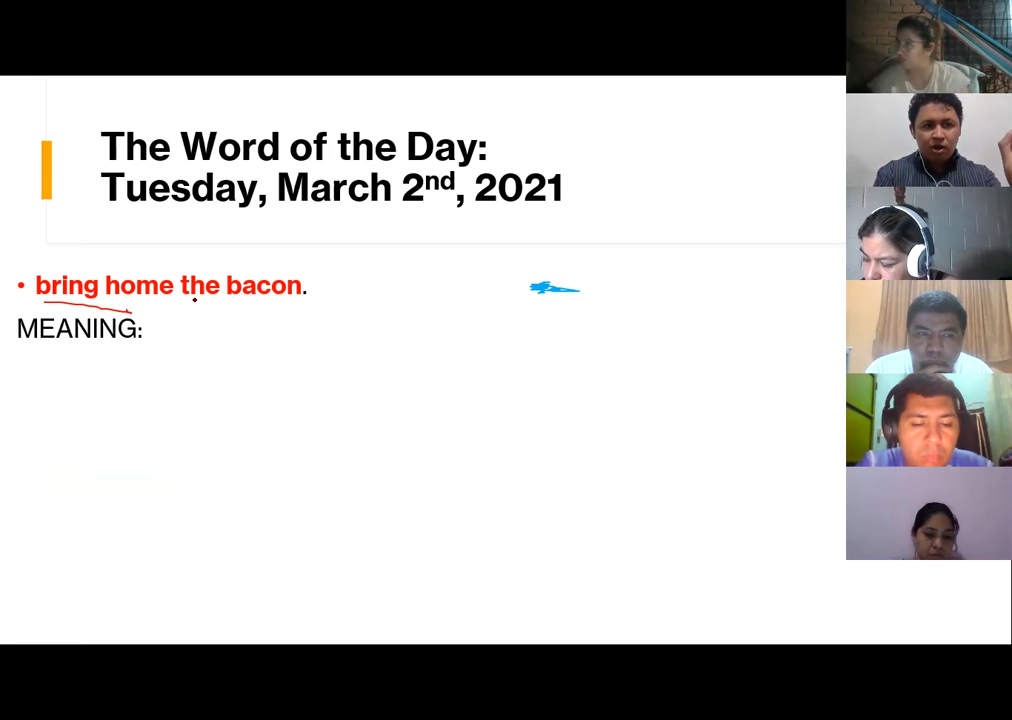 The Word of the Day:
Tuesday, March 2nd, 2021
• bring home the bacon.
MEANING: